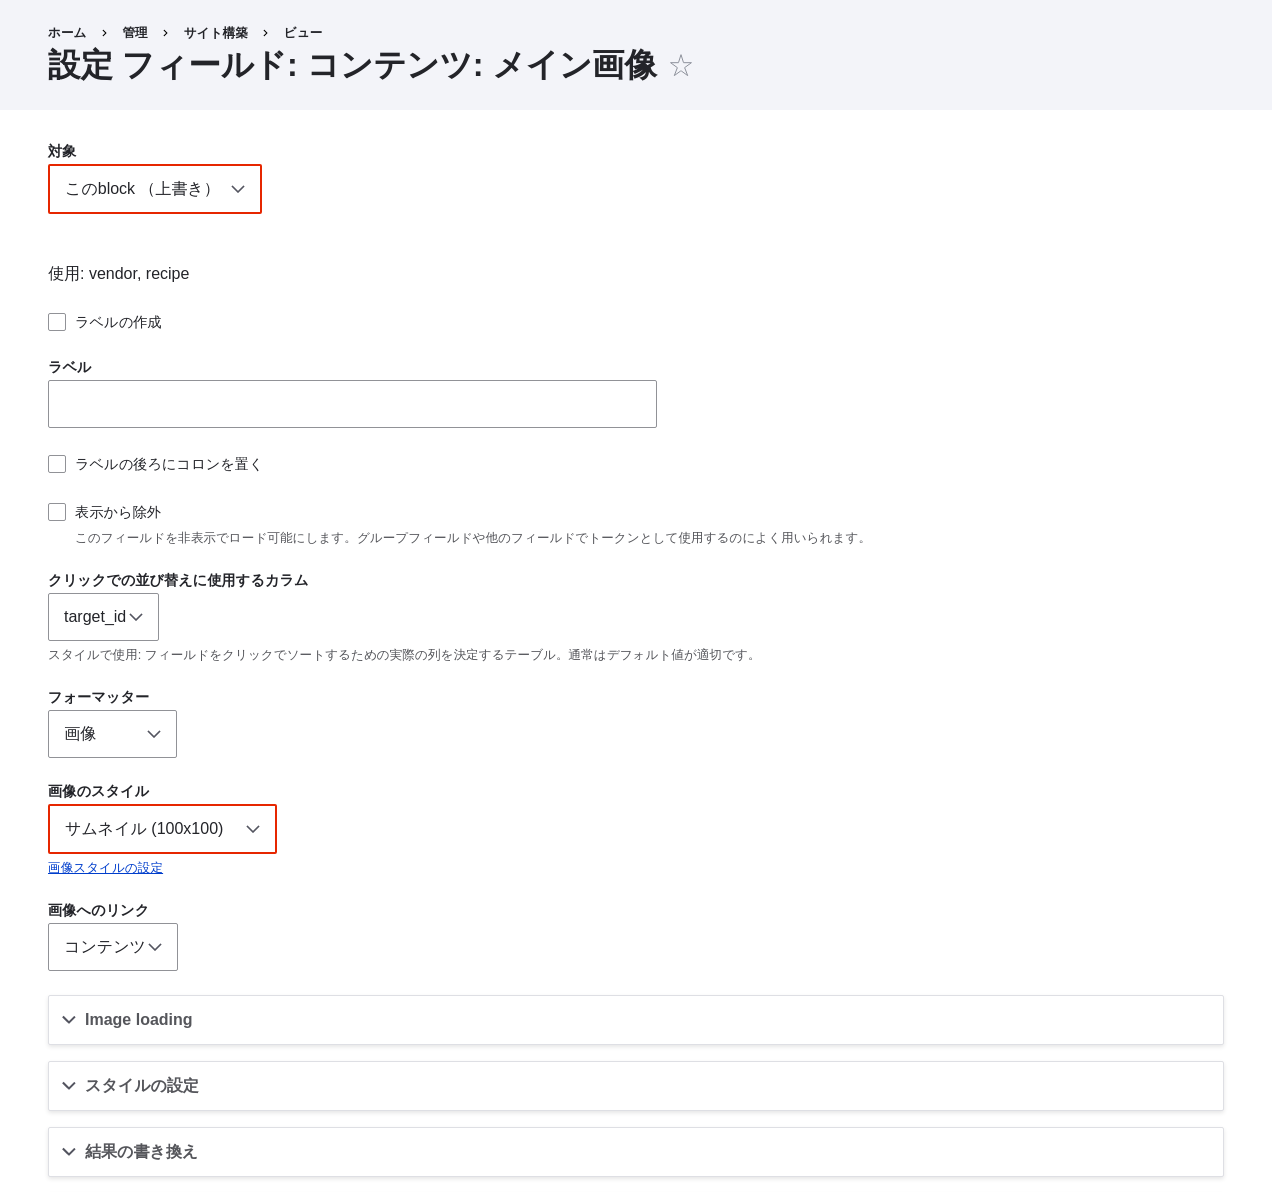 ホーム › 管理 › サイト構築 › ビュー
設定 フィールド: コンテンツ: メイン画像 ☆
対象
このblock （上書き）
使用: vendor, recipe
ラベルの作成
ラベル
ラベルの後ろにコロンを置く
表示から除外
このフィールドを非表示でロード可能にします。グループフィールドや他のフィールドでトークンとして使用するのによく用いられます。
クリックでの並び替えに使用するカラム
target_id
スタイルで使用: フィールドをクリックでソートするための実際の列を決定するテーブル。通常はデフォルト値が適切です。
フォーマッター
画像
画像のスタイル
サムネイル (100x100)
画像スタイルの設定
画像へのリンク
コンテンツ
Image loading
スタイルの設定
結果の書き換え